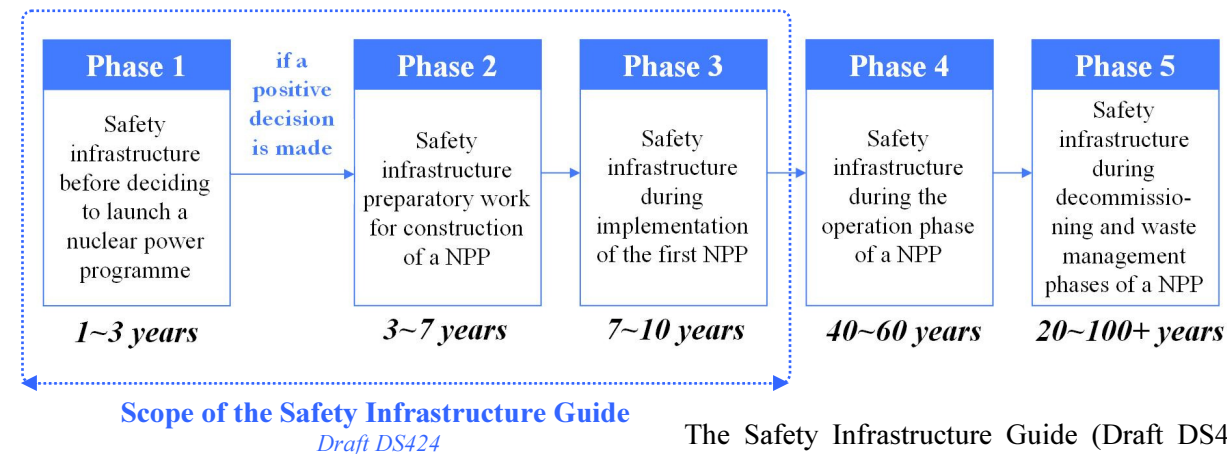 Phase 1
Safety
infrastructure
before deciding
to launch a
nuclear power
programme
1~3 years
if a
positive
decision
is made
Phase 2
Safety
infrastructure
preparatory work
for construction
of a NPP
3~7 years
Phase 3
Safety
infrastructure
during
implementation
of the first NPP
7~10 years
Phase 4
Safety
infrastructure
during the
operation phase
of a NPP
40~60 years
Phase 5
Safety
infrastructure
during
decommissio-
ning and waste
management
phases of a NPP
20~100+ years
Scope of the Safety Infrastructure Guide
Draft DS424
The Safety Infrastructure Guide (Draft DS4